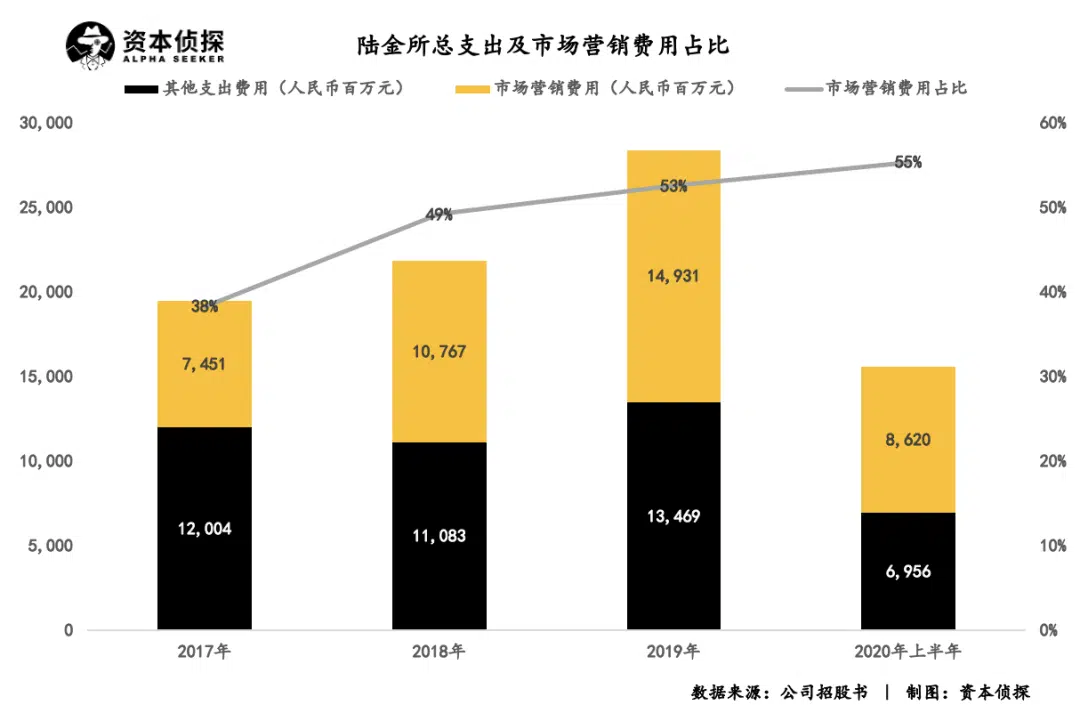 资本侦探
ALPHA SEEKER
陆金所总支出及市场营销费用占比
其他支出费用（人民币百万元） 市场营销费用（人民币百万元） 市场营销费用占比
30,000 60%
25,000 50%
20,000 40%
15,000 30%
10,000 20%
5,000 10%
0 0%
38% 49% 53% 55%
7,451 10,767 14,931 8,620
12,004 11,083 13,469 6,956
2017年 2018年 2019年 2020年上半年
数据来源：公司招股书 | 制图：资本侦探